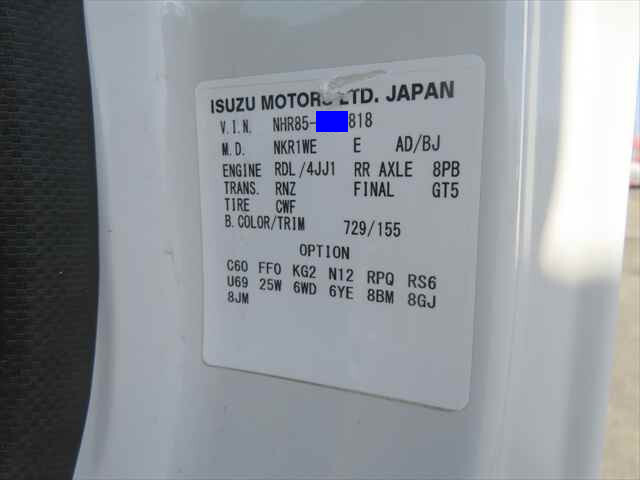 ISUZU MOTORS LTD. JAPAN
V.I.N. NHR85- 818
M.D. NKR1WE E AD/BJ
ENGINE RDL/4JJ1 RR AXLE 8PB
TRANS. RNZ FINAL GT5
TIRE CWF
B.COLOR/TRIM 729/155
OPTION
C60 FF0 KG2 N12 RPQ RS6
U69 25W 6WD 6YE 8BM 8GJ
8JM